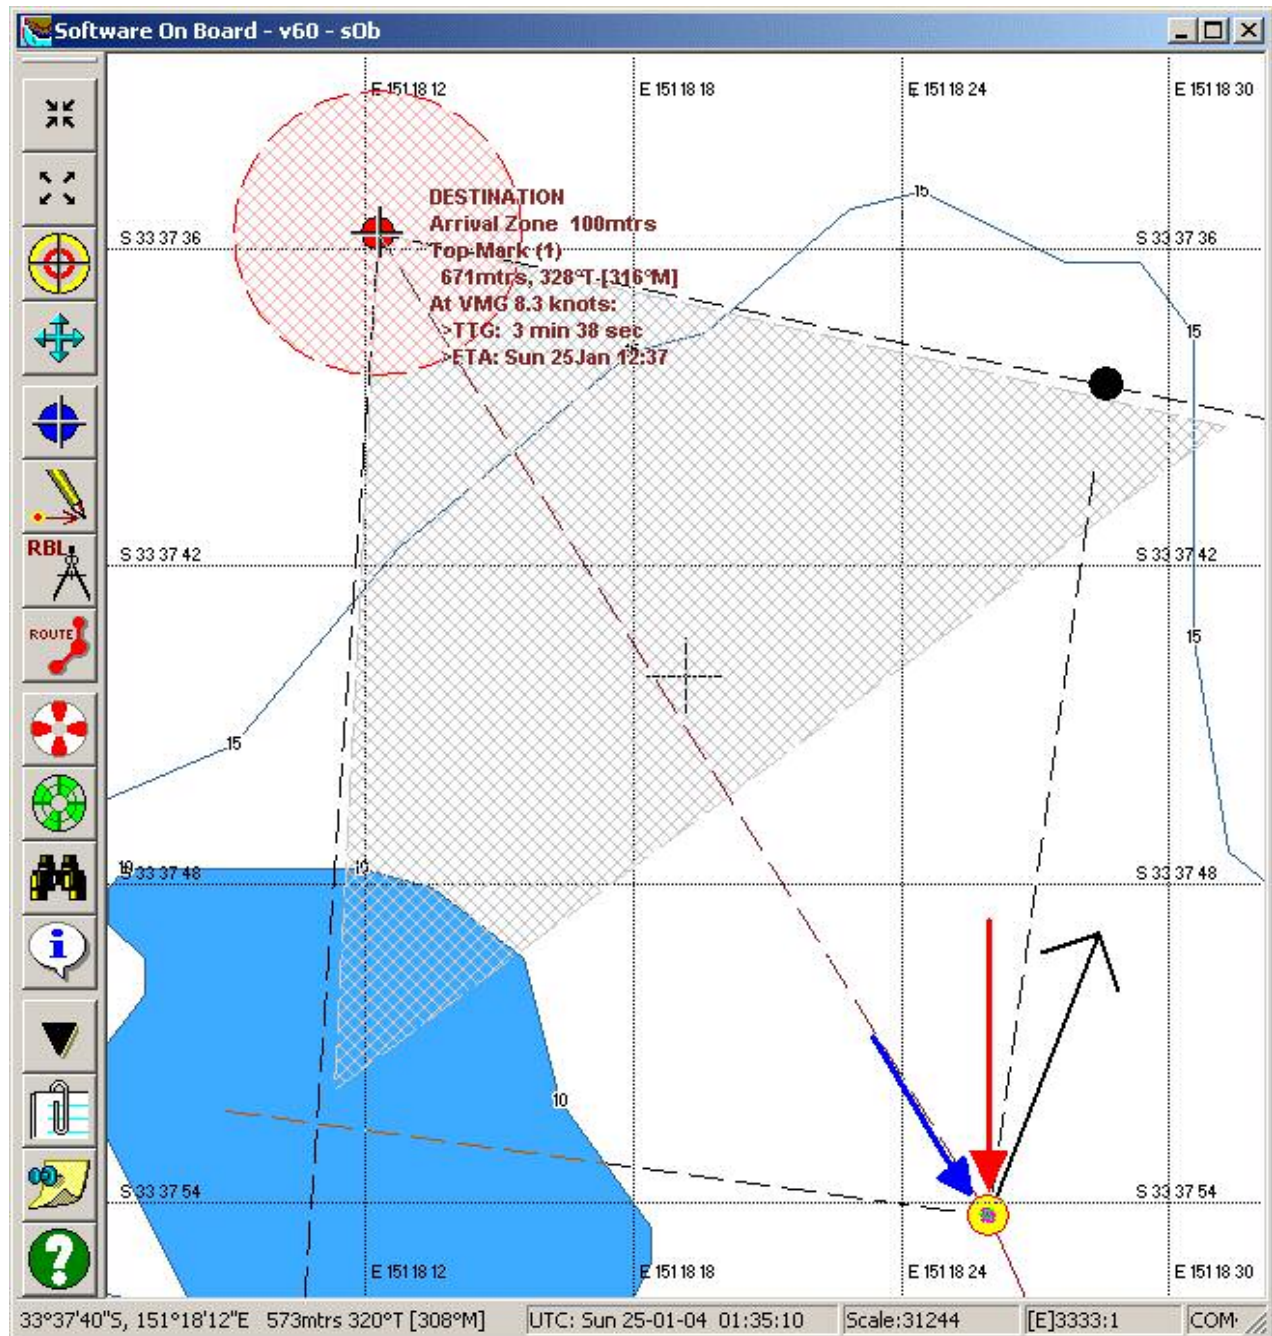 Software On Board - v60 - sOb
E 151 18 12
E 151 18 18
E 151 18 24
E 151 18 30
DESTINATION
15
Arrival Zone 100mtrs
S 33 37 36
Top-Mark (1)
S 33 37 36
671mtrs, 328°T-[316°M]
At VMG 8.3 knots:
>TTG: 3 min 38 sec
15
>ETA: Sun 25Jan 12:37
S 33 37 42
RBL
S 33 37 42
ROUTE
15
15
10
10
S 33 37 48
S 33 37 48
i
10
S 33 37 54
S 33 37 54
?
E 151 18 12
E 151 18 18
E 151 18 24
E 151 18 30
33°37'40"S, 151°18'12"E 573mtrs 320°T [308°M]
UTC: Sun 25-01-04 01:35:10
Scale:31244
[E]3333:1
COM